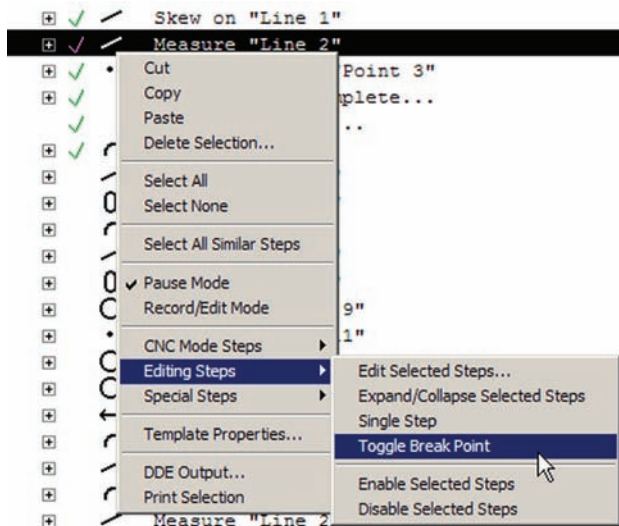 Skew on "Line 1"
Measure "Line 2"
Point 3"
plete...
..
9"
1"
Measure "Line 2
Cut
Copy
Paste
Delete Selection...
Select All
Select None
Select All Similar Steps
Pause Mode
Record/Edit Mode
CNC Mode Steps
Editing Steps
Special Steps
Template Properties...
DDE Output...
Print Selection
Edit Selected Steps...
Expand/Collapse Selected Steps
Single Step
Toggle Break Point
Enable Selected Steps
Disable Selected Steps